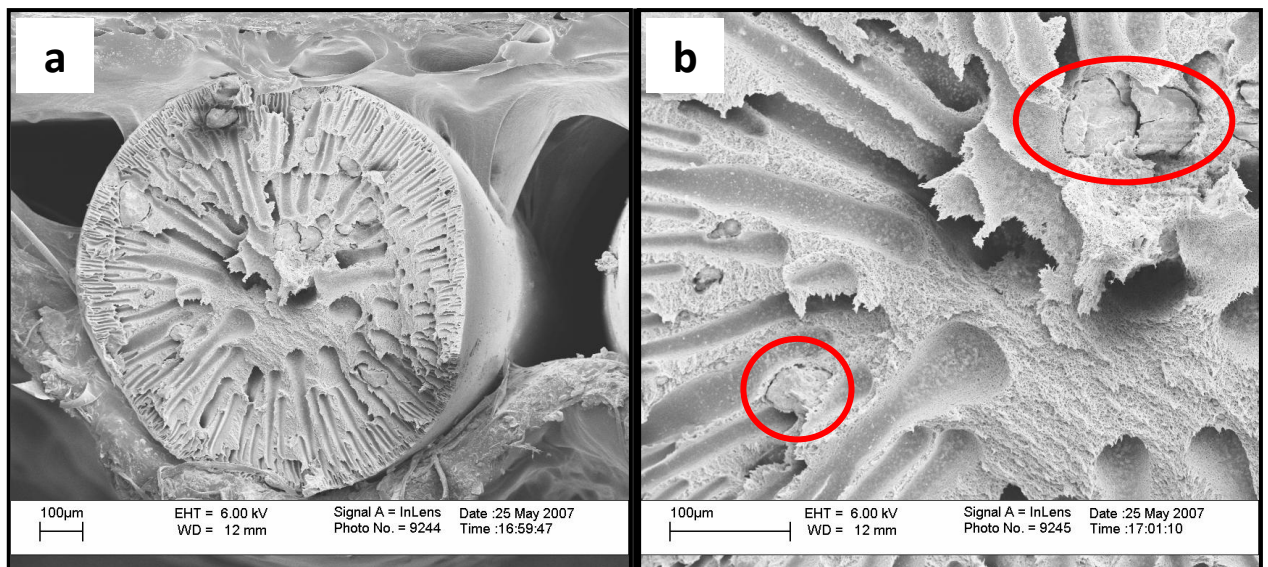 a
100µm
EHT = 6.00 kV
WD = 12 mm
Signal A = InLens
Photo No. = 9244
Date :25 May 2007
Time :16:59:47
b
100µm
EHT = 6.00 kV
WD = 12 mm
Signal A = InLens
Photo No. = 9245
Date :25 May 2007
Time :17:01:10